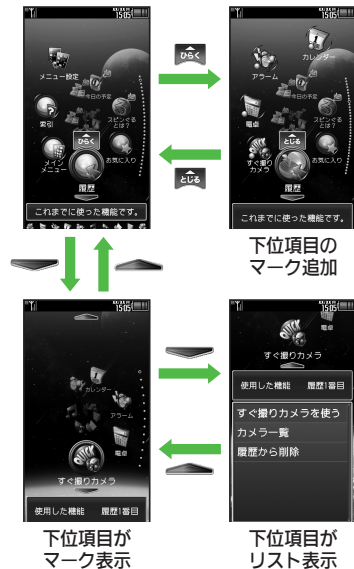 15:05
メニュー設定
今日の予定
索引
スピンぐる
とは?
ひらく
メイン
メニュー
お気に入り
履歴
これまでに使った機能です。
ひらく
とじる
15:05
カレンダー
アラーム
今日の予定
電卓
スピンぐる
とは?
とじる
すぐ撮り
カメラ
お気に入り
履歴
これまでに使った機能です。
下位項目の
マーク追加
15:05
カレンダー
アラーム
電卓
すぐ撮りカメラ
使用した機能 履歴1番目
下位項目が
マーク表示
15:05
電卓
すぐ撮りカメラ
使用した機能 履歴1番目
すぐ撮りカメラを使う
カメラ一覧
履歴から削除
下位項目が
リスト表示